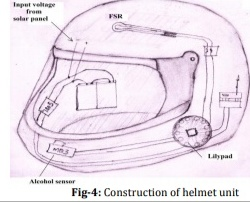 Input voltage
from
solar panel
FSR
Lilypad
Alcohol sensor
Fig-4: Construction of helmet unit